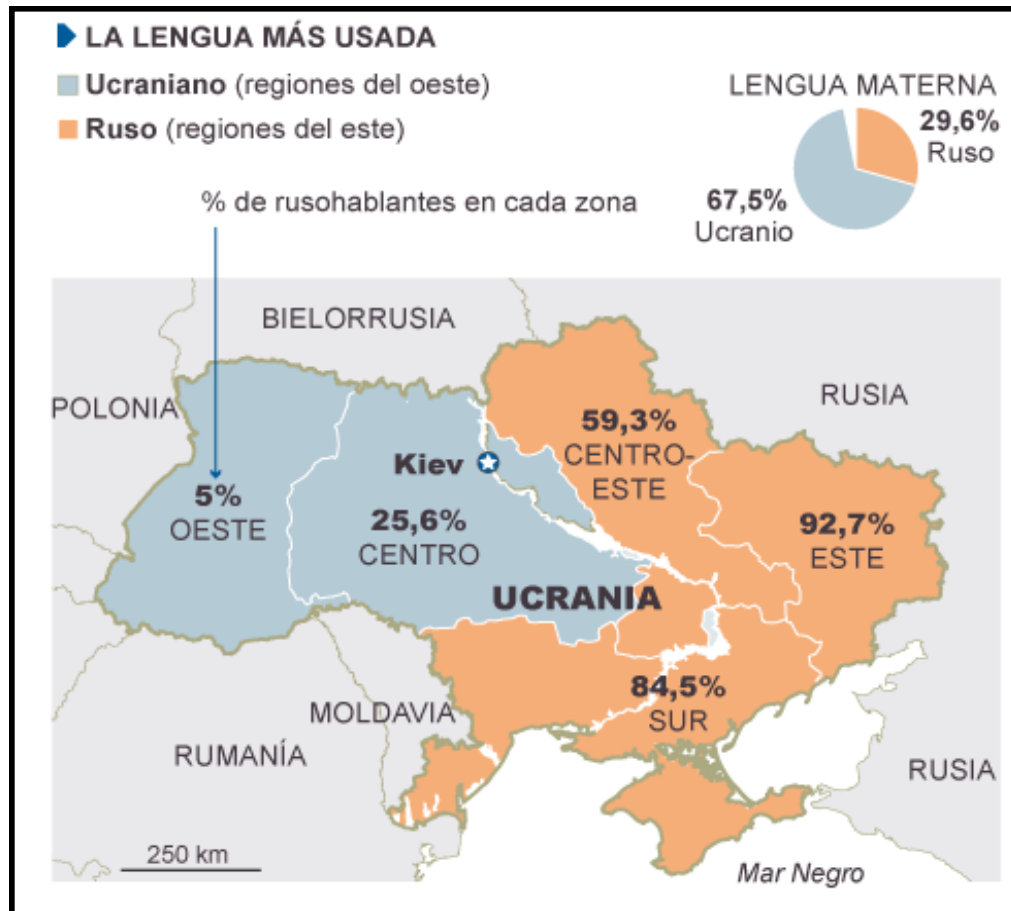 LA LENGUA MÁS USADA
Ucraniano (regiones del oeste)
Ruso (regiones del este)
LENGUA MATERNA
29,6%
Ruso
67,5%
Ucranio
% de rusohablantes en cada zona
BIELORRUSIA
POLONIA
RUSIA
59,3%
CENTRO-
ESTE
Kiev
5%
OESTE
25,6%
CENTRO
92,7%
ESTE
UCRANIA
84,5%
SUR
MOLDAVIA
RUMANÍA
RUSIA
250 km
Mar Negro